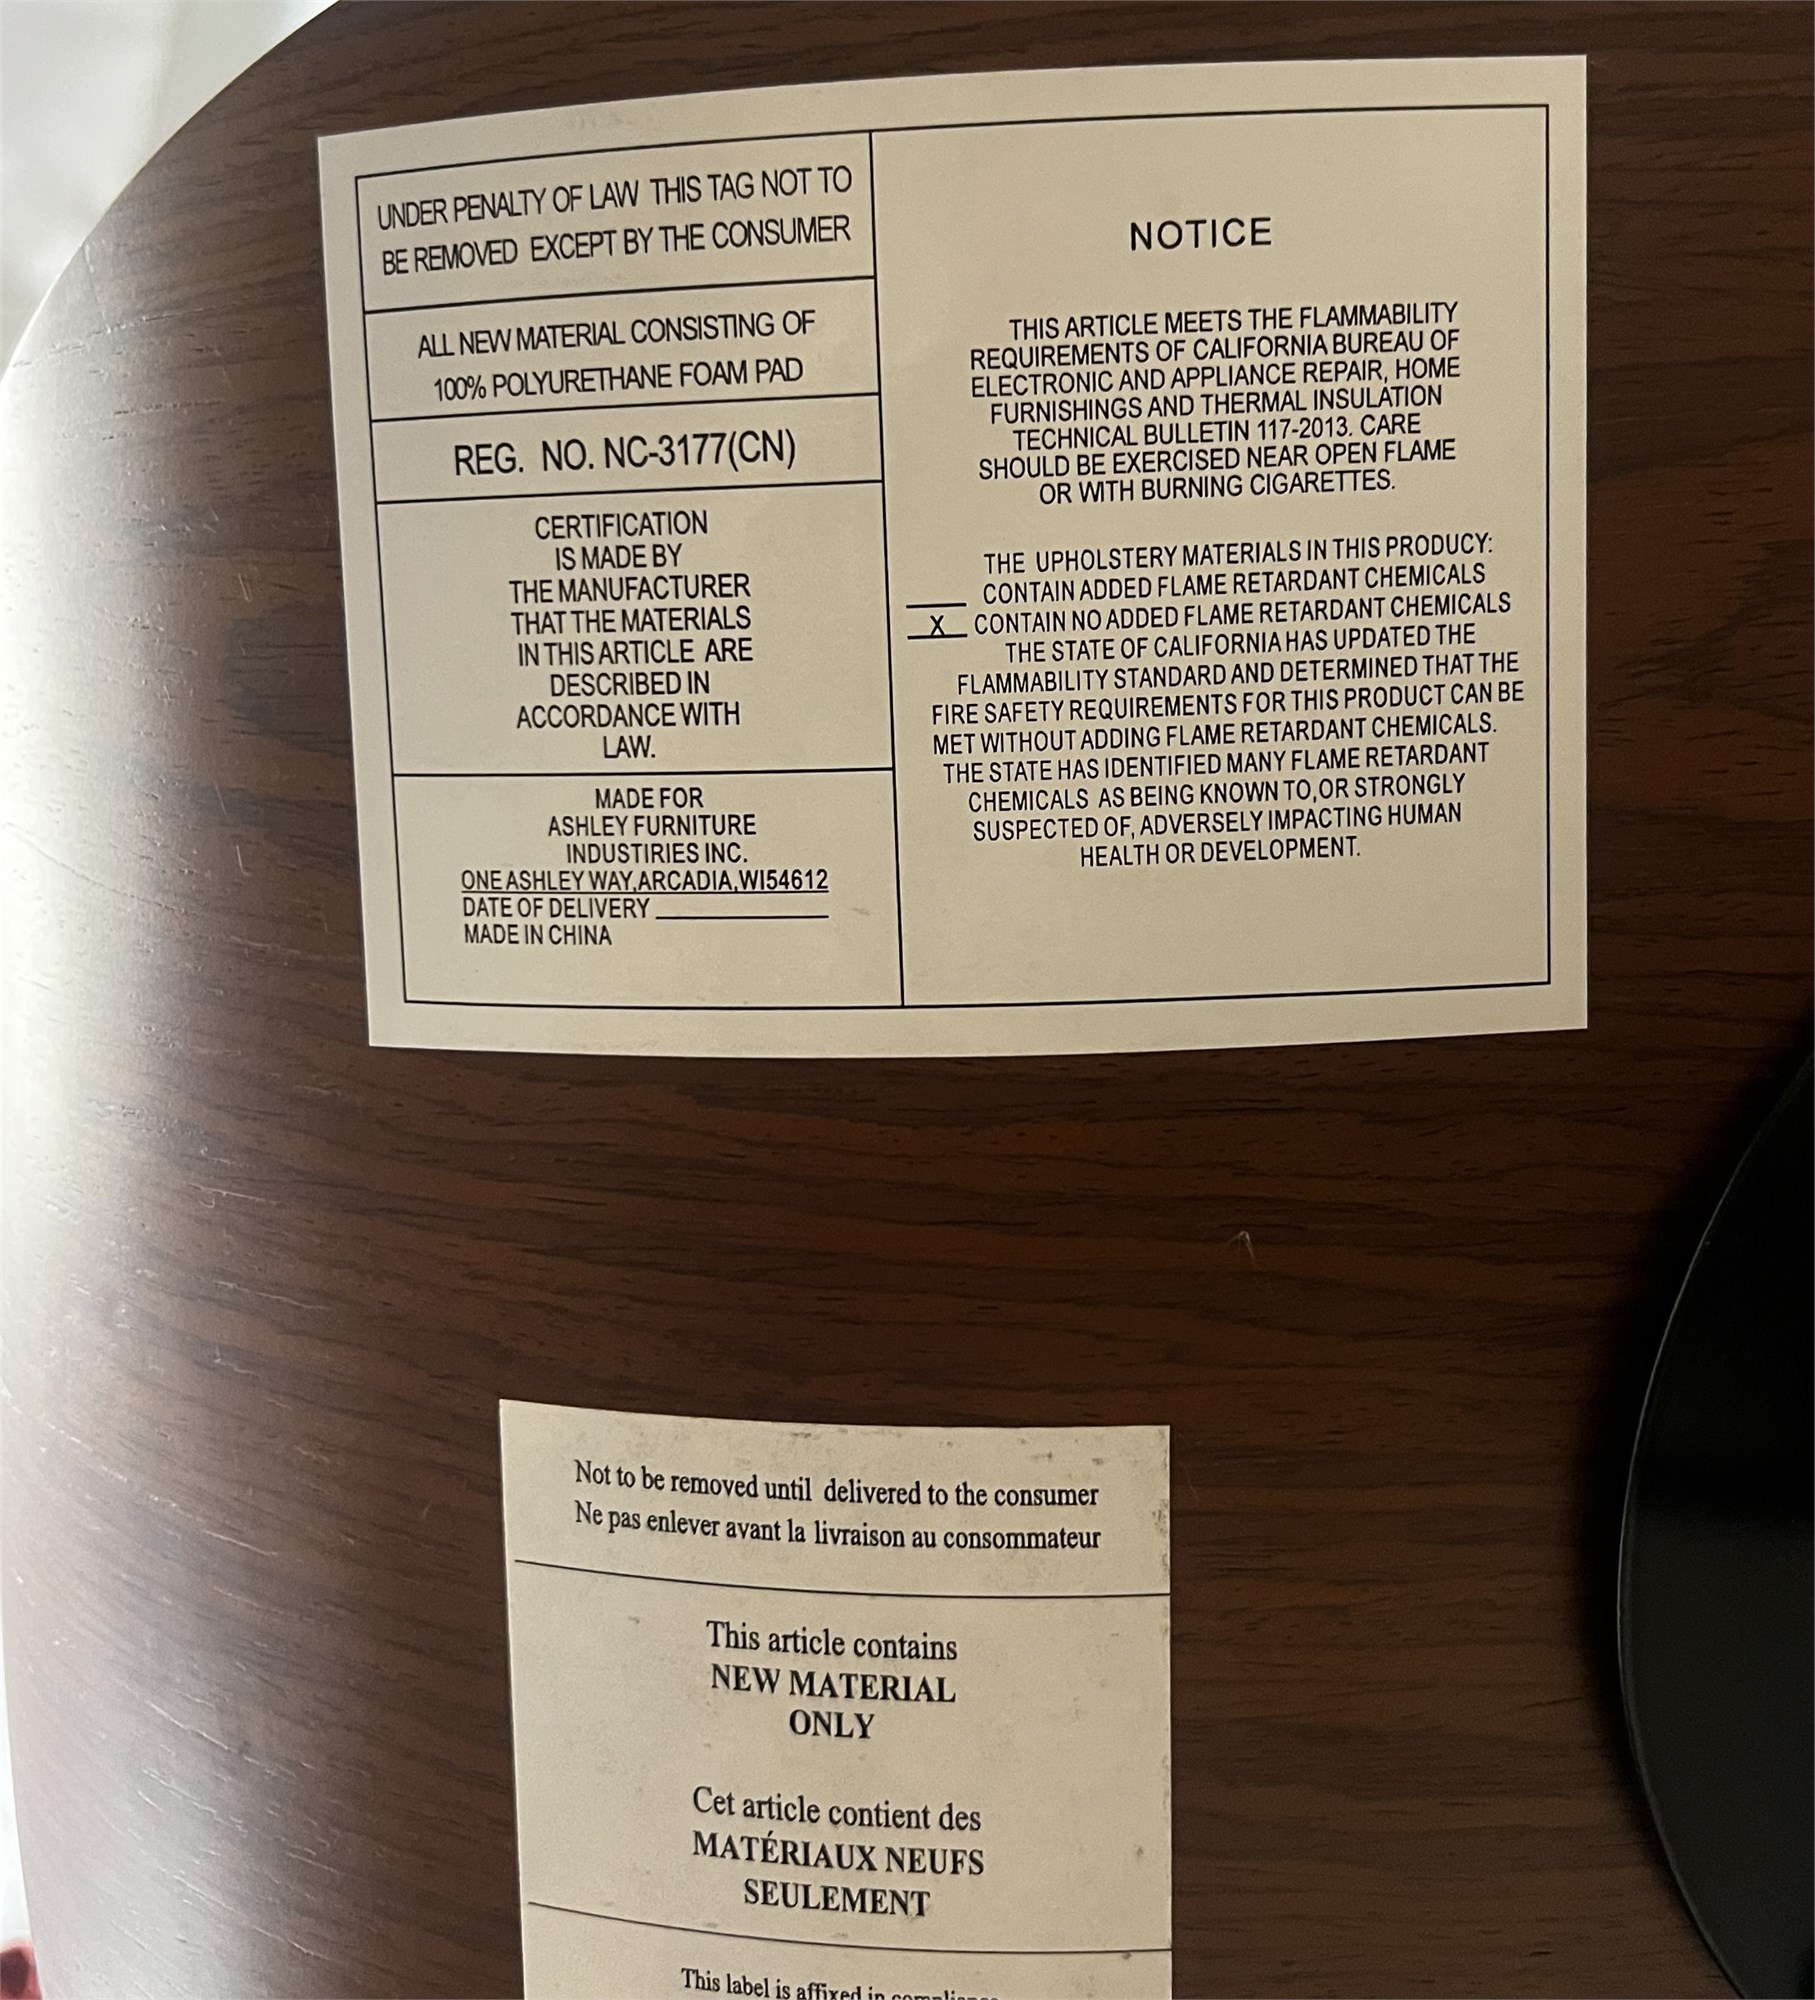 UNDER PENALTY OF LAW THIS TAG NOT TO
BE REMOVED EXCEPT BY THE CONSUMER
ALL NEW MATERIAL CONSISTING OF
100% POLYURETHANE FOAM PAD
REG. NO. NC-3177(CN)
CERTIFICATION
IS MADE BY
THE MANUFACTURER
THAT THE MATERIALS
IN THIS ARTICLE ARE
DESCRIBED IN
ACCORDANCE WITH
LAW.
MADE FOR
ASHLEY FURNITURE
INDUSTIRIES INC.
ONE ASHLEY WAY,ARCADIA,WI54612
DATE OF DELIVERY
MADE IN CHINA
NOTICE
THIS ARTICLE MEETS THE FLAMMABILITY
REQUIREMENTS OF CALIFORNIA BUREAU OF
ELECTRONIC AND APPLIANCE REPAIR, HOME
FURNISHINGS AND THERMAL INSULATION
TECHNICAL BULLETIN 117-2013. CARE
SHOULD BE EXERCISED NEAR OPEN FLAME
OR WITH BURNING CIGARETTES.
THE UPHOLSTERY MATERIALS IN THIS PRODUCY:
CONTAIN ADDED FLAME RETARDANT CHEMICALS
X CONTAIN NO ADDED FLAME RETARDANT CHEMICALS
THE STATE OF CALIFORNIA HAS UPDATED THE
FLAMMABILITY STANDARD AND DETERMINED THAT THE
FIRE SAFETY REQUIREMENTS FOR THIS PRODUCT CAN BE
MET WITHOUT ADDING FLAME RETARDANT CHEMICALS.
THE STATE HAS IDENTIFIED MANY FLAME RETARDANT
CHEMICALS AS BEING KNOWN TO,OR STRONGLY
SUSPECTED OF, ADVERSELY IMPACTING HUMAN
HEALTH OR DEVELOPMENT.
Not to be removed until delivered to the consumer
Ne pas enlever avant la livraison au consommateur
This article contains
NEW MATERIAL
ONLY
Cet article contient des
MATÉRIAUX NEUFS
SEULEMENT
This label is affixed in